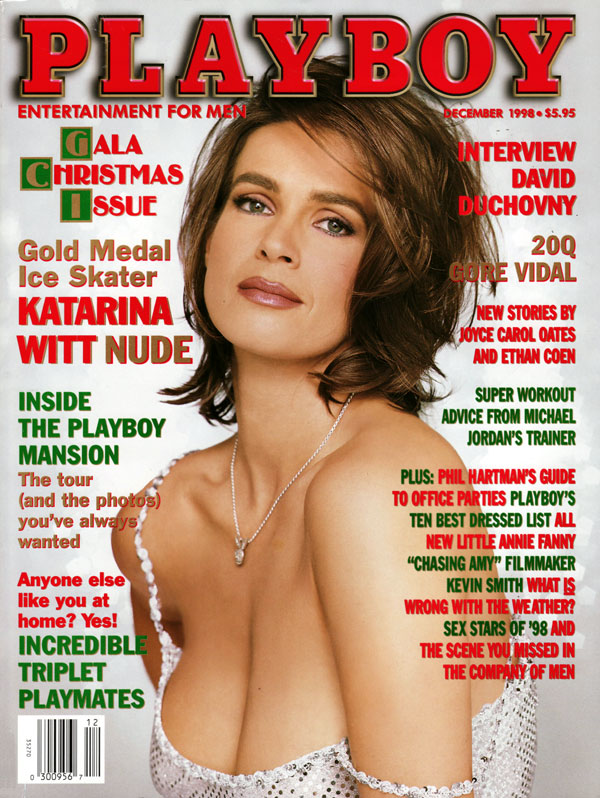 PLAYBOY
ENTERTAINMENT FOR MEN
DECEMBER 1998 • $5.95
GALA
CHRISTMAS
ISSUE
Gold Medal
Ice Skater
KATARINA
WITT NUDE
INSIDE
THE PLAYBOY
MANSION
The tour
(and the photos)
you've always
wanted
Anyone else
like you at
home? Yes!
INCREDIBLE
TRIPLET
PLAYMATES
INTERVIEW
DAVID
DUCHOVNY
20Q
GORE VIDAL
NEW STORIES BY
JOYCE CAROL OATES
AND ETHAN COEN
SUPER WORKOUT
ADVICE FROM MICHAEL
JORDAN'S TRAINER
PLUS: PHIL HARTMAN'S GUIDE
TO OFFICE PARTIES PLAYBOY'S
TEN BEST DRESSED LIST ALL
NEW LITTLE ANNIE FANNY
"CHASING AMY" FILMMAKER
KEVIN SMITH WHAT IS
WRONG WITH THE WEATHER?
SEX STARS OF '98 AND
THE SCENE YOU MISSED IN
THE COMPANY OF MEN
12
35270
0 300956 7